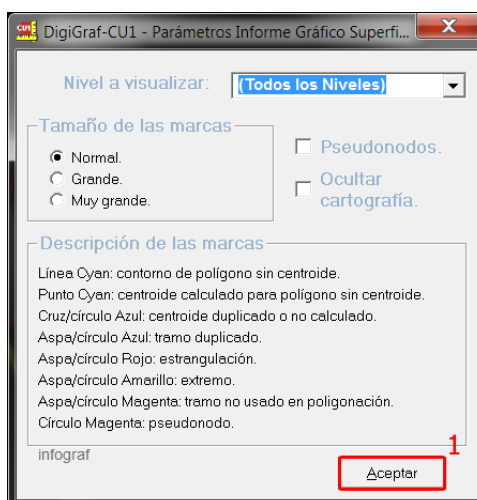 DigiGraf-CU1 - Parámetros Informe Gráfico Superfi...
Nivel a visualizar: (Todos los Niveles)
Tamaño de las marcas
Normal.
Grande.
Muy grande.
Pseudonodos.
Ocultar
cartografía.
Descripción de las marcas
Línea Cyan: contorno de polígono sin centroide.
Punto Cyan: centroide calculado para polígono sin centroide.
Cruz/círculo Azul: centroide duplicado o no calculado.
Aspa/círculo Azul: tramo duplicado.
Aspa/círculo Rojo: estrangulación.
Aspa/círculo Amarillo: extremo.
Aspa/círculo Magenta: tramo no usado en poligonación.
Círculo Magenta: pseudonodo.
infograf
1
Aceptar